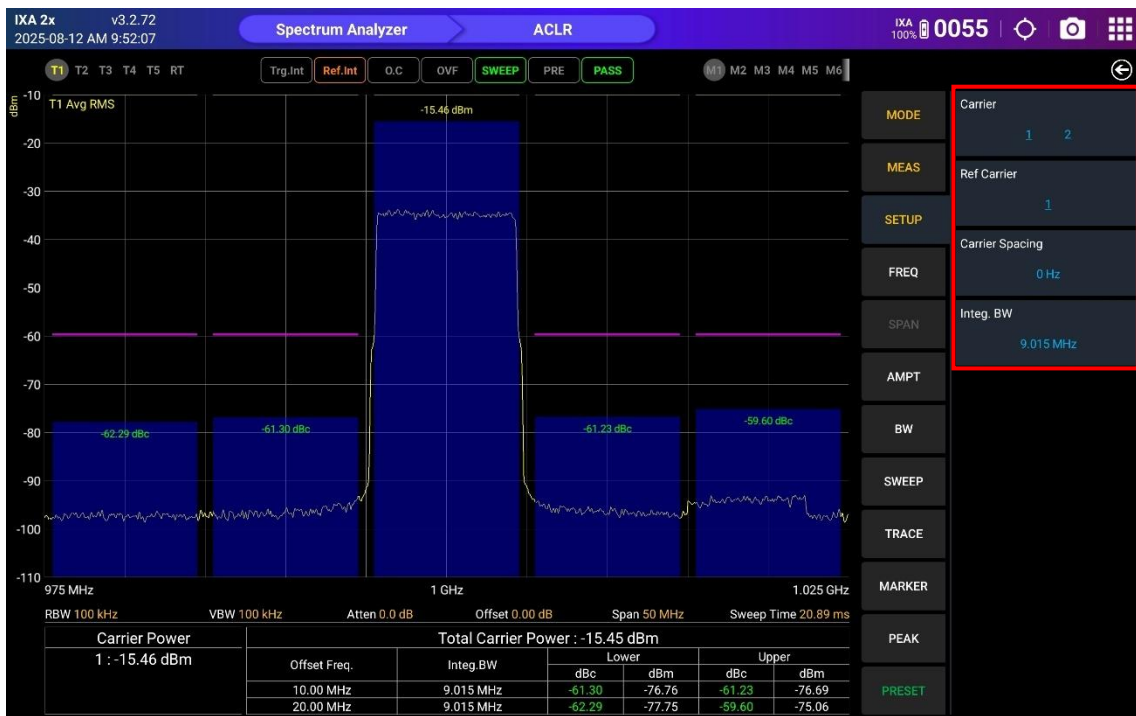 IXA 2x v3.2.72
2025-08-12 AM 9:52:07
Spectrum Analyzer ACLR
IXA
100% 0055
T1 T2 T3 T4 T5 RT
Trg.Int Ref.Int O.C OVF SWEEP PRE PASS
M1 M2 M3 M4 M5 M6
dBm
T1 Avg RMS
-10
-20
-30
-40
-50
-60
-70
-80
-90
-100
-110
-15.46 dBm
-62.29 dBc
-61.30 dBc
-61.23 dBc
-59.60 dBc
975 MHz 1 GHz 1.025 GHz
RBW 100 kHz VBW 100 kHz Atten 0.0 dB Offset 0.00 dB Span 50 MHz Sweep Time 20.89 ms
Carrier Power
1 : -15.46 dBm
Total Carrier Power : -15.45 dBm
Offset Freq. Integ.BW Lower Upper
dBc dBm dBc dBm
10.00 MHz 9.015 MHz -61.30 -76.76 -61.23 -76.69
20.00 MHz 9.015 MHz -62.29 -77.75 -59.60 -75.06
MODE
MEAS
SETUP
FREQ
SPAN
AMPT
BW
SWEEP
TRACE
MARKER
PEAK
PRESET
Carrier
1 2
Ref Carrier
1
Carrier Spacing
0 Hz
Integ. BW
9.015 MHz